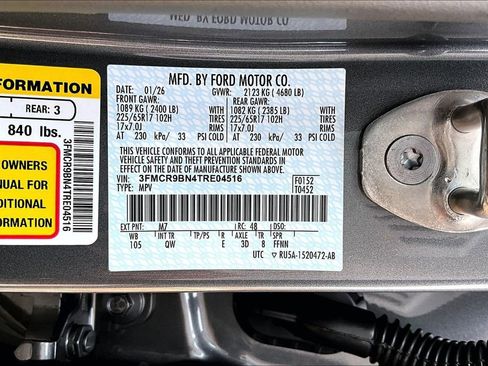 MFD. BY FORD MOTOR CO.
DATE: 01/26 GVWR: 2123 KG ( 4680 LB)
FRONT GAWR: REAR GAWR:
1089 KG ( 2400 LB) 1082 KG ( 2385 LB) WITH
225/65R17 102H TIRES 225/65R17 102H TIRES
17x7.0J RIMS 17x7.0J RIMS
AT 230 kPa/ 33 PSI COLD AT 230 kPa/ 33 PSI COLD
THIS VEHICLE CONFORMS TO ALL APPLICABLE FEDERAL MOTOR
VEHICLE SAFETY, BUMPER, AND THEFT PREVENTION STANDARDS IN EFFECT ON THE DATE OF
MANUFACTURE SHOWN ABOVE.
VIN: 3FMCR9BN4TRE04516 F0152
TYPE: MPV T0452
EXT PNT: M7 RC: 48 DSO:
WB INT TR TP/PS R AXLE TR SPR
105 QW E 3D 8 FFNN
UTC ▽ RU5A-1520472-AB
FORMATION
REAR: 3
840 lbs.
OWNERS
NUAL FOR
DITIONAL
ORMATION
3FMCR9BN4TRE04516